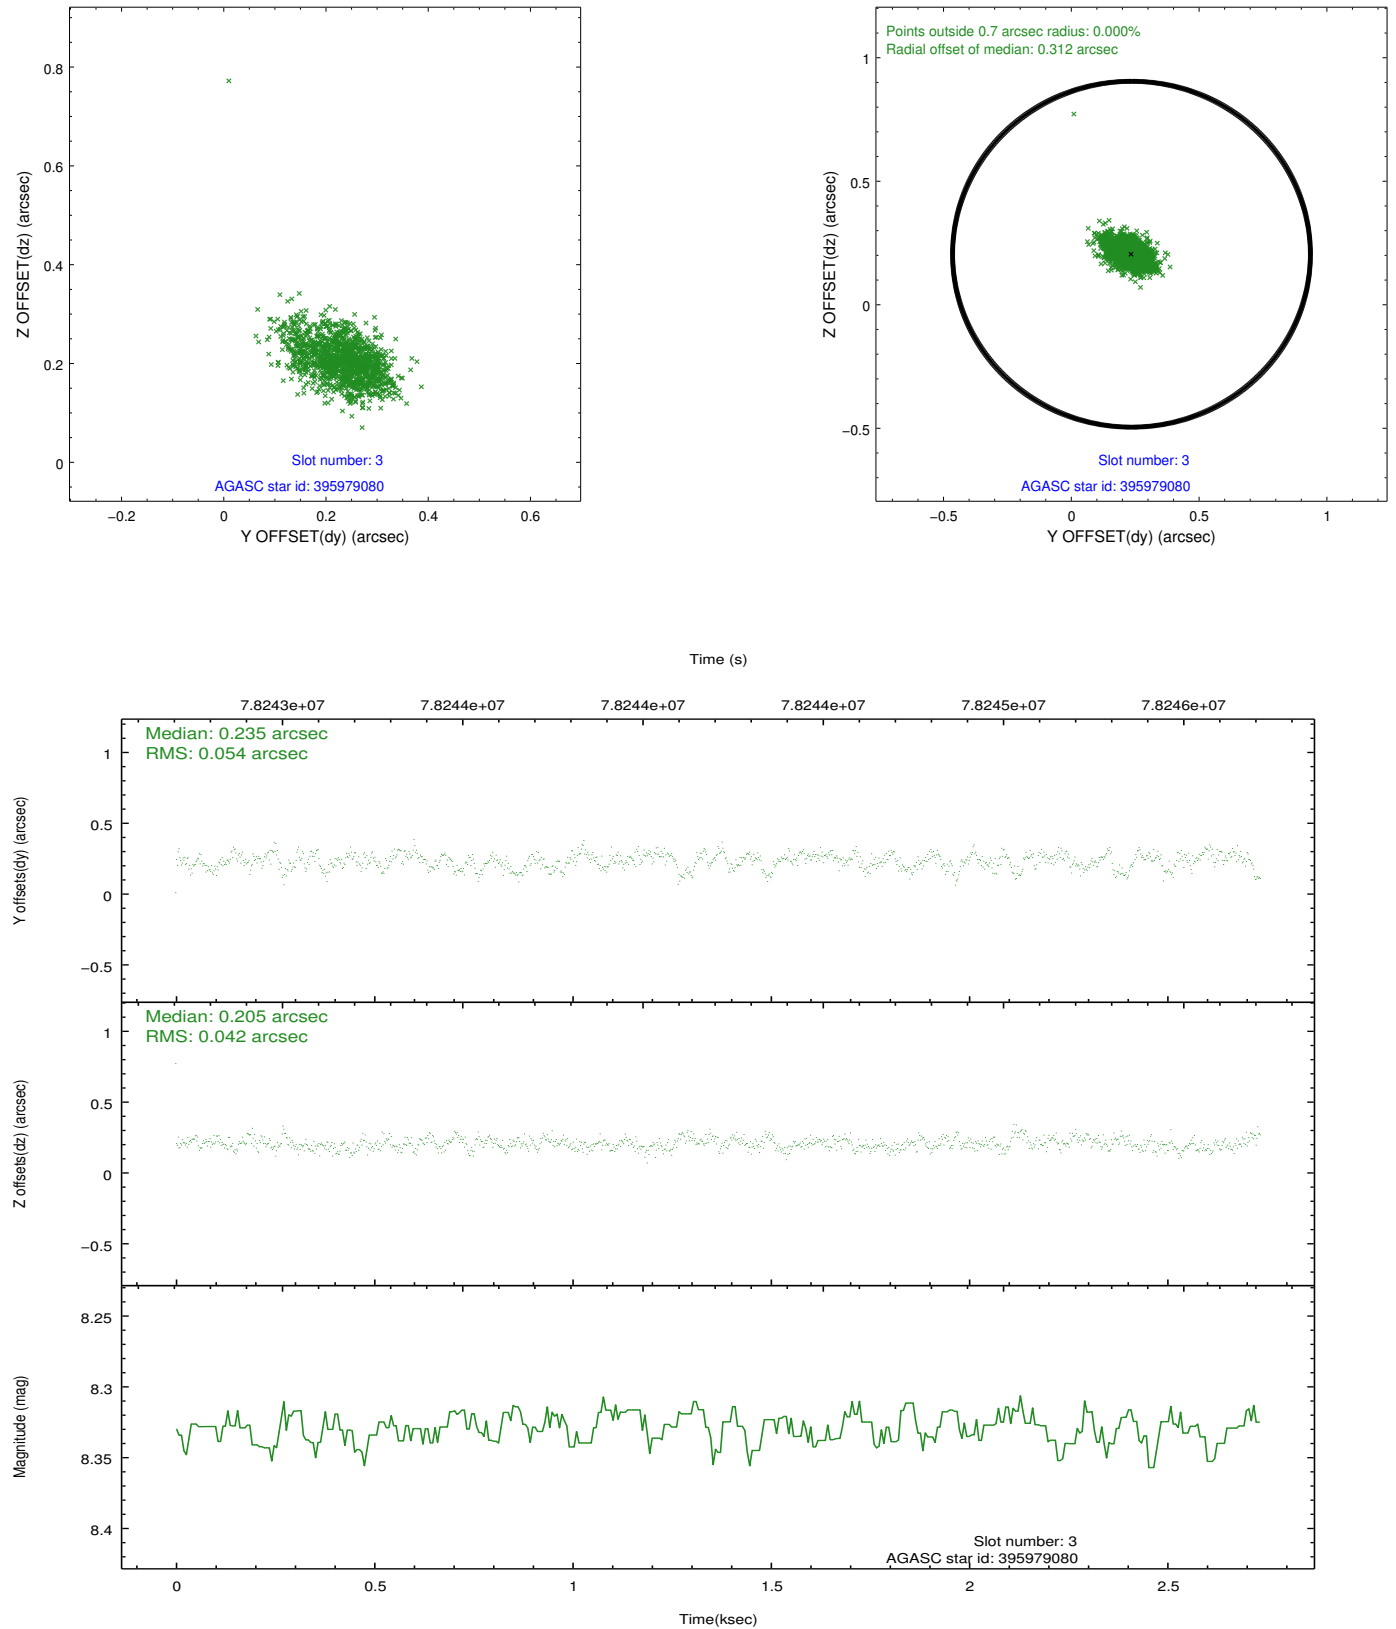 0.8
0.6
0.4
0.2
0
Z OFFSET(dz) (arcsec)
Slot number: 3
AGASC star id: 395979080
−0.2 0 0.2 0.4 0.6
Y OFFSET(dy) (arcsec)
Points outside 0.7 arcsec radius: 0.000%
Radial offset of median: 0.312 arcsec
1
0.5
0
−0.5
Z OFFSET(dz) (arcsec)
Slot number: 3
AGASC star id: 395979080
−0.5 0 0.5 1
Y OFFSET(dy) (arcsec)
Time (s)
7.8243e+07 7.8244e+07 7.8244e+07 7.8244e+07 7.8245e+07 7.8246e+07
Median: 0.235 arcsec
RMS: 0.054 arcsec
1
0.5
0
−0.5
Y offsets(dy) (arcsec)
Median: 0.205 arcsec
RMS: 0.042 arcsec
1
0.5
0
−0.5
Z offsets(dz) (arcsec)
8.25
8.3
8.35
8.4
Magnitude (mag)
Slot number: 3
AGASC star id: 395979080
0 0.5 1 1.5 2 2.5
Time(ksec)